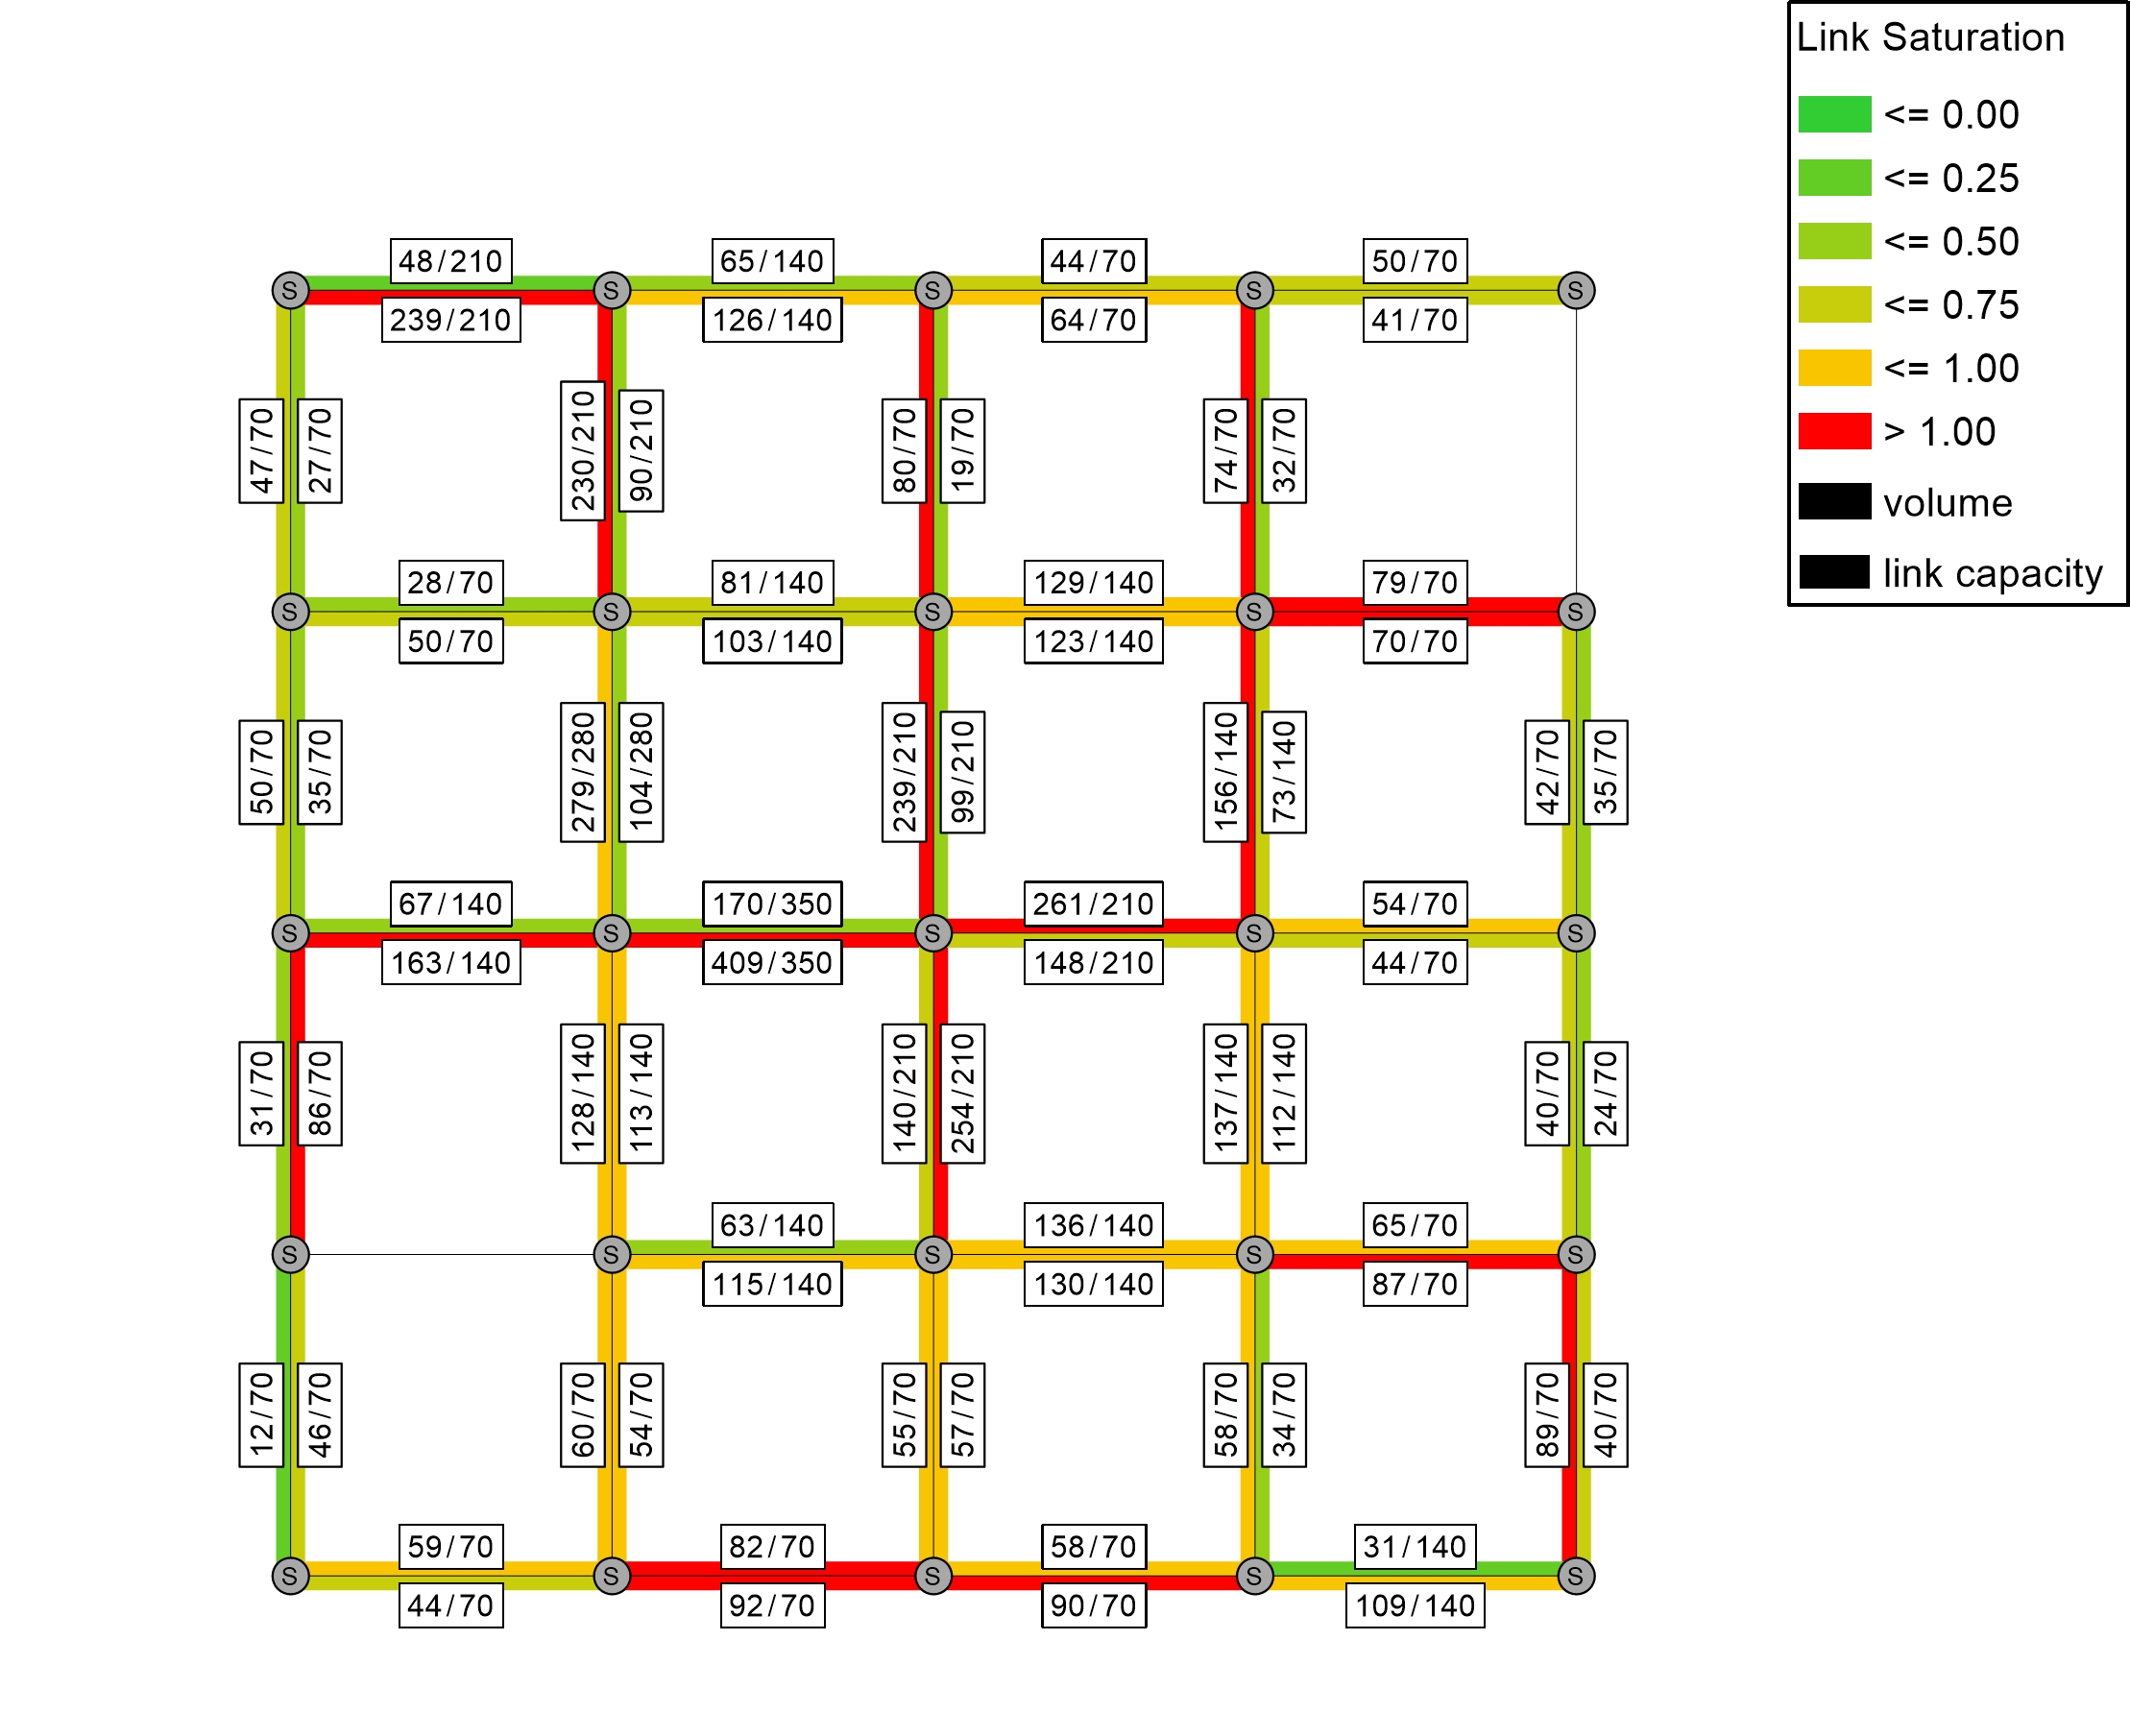 Link Saturation
<= 0.00
<= 0.25
<= 0.50
<= 0.75
<= 1.00
> 1.00
volume
link capacity
48/210
65/140
44/70
50/70
S
S
S
S
S
239/210
126/140
64/70
41/70
47/70
27/70
230/210
90/210
80/70
19/70
74/70
32/70
28/70
81/140
129/140
79/70
S
S
S
S
S
50/70
103/140
123/140
70/70
50/70
35/70
279/280
104/280
239/210
99/210
156/140
73/140
42/70
35/70
67/140
170/350
261/210
54/70
S
S
S
S
S
163/140
409/350
148/210
44/70
31/70
86/70
128/140
113/140
140/210
254/210
137/140
112/140
40/70
24/70
63/140
136/140
65/70
S
S
S
S
S
115/140
130/140
87/70
12/70
46/70
60/70
54/70
55/70
57/70
58/70
34/70
89/70
40/70
59/70
82/70
58/70
31/140
S
S
S
S
S
44/70
92/70
90/70
109/140